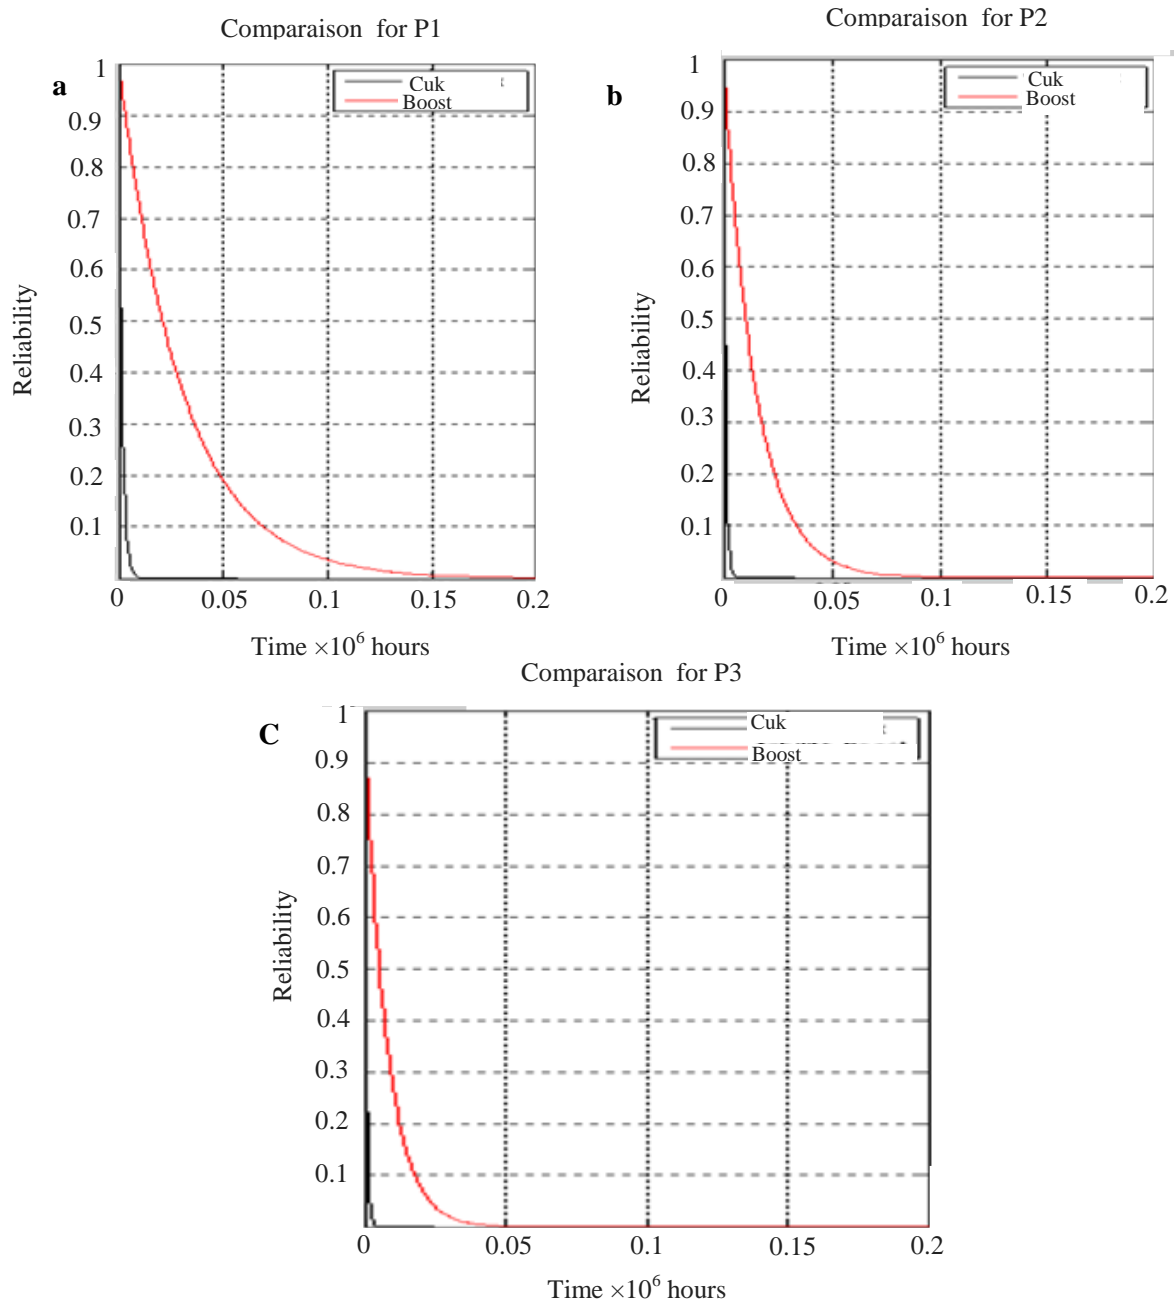 Comparaison for P1
a
Cuk
Boost
1
0.9
0.8
0.7
0.6
0.5
0.4
0.3
0.2
0.1
Reliability
0 0.05 0.1 0.15 0.2
Time ×10⁶ hours
Comparaison for P2
b
Cuk
Boost
1
0.9
0.8
0.7
0.6
0.5
0.4
0.3
0.2
0.1
Reliability
0 0.05 0.1 0.15 0.2
Time ×10⁶ hours
Comparaison for P3
C
Cuk
Boost
1
0.9
0.8
0.7
0.6
0.5
0.4
0.3
0.2
0.1
Reliability
0 0.05 0.1 0.15 0.2
Time ×10⁶ hours